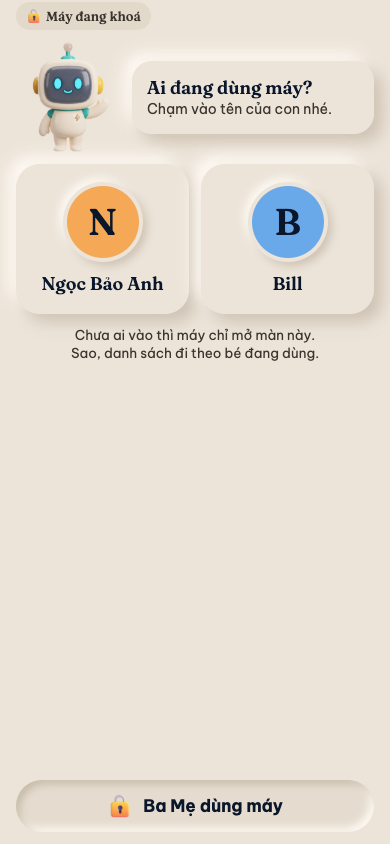 Máy đang khoá
Ai đang dùng máy?
Chạm vào tên của con nhé.
N
B
Ngọc Bảo Anh
Bill
Chưa ai vào thì máy chỉ mở màn này.
Sao, danh sách đi theo bé đang dùng.
Ba Mẹ dùng máy